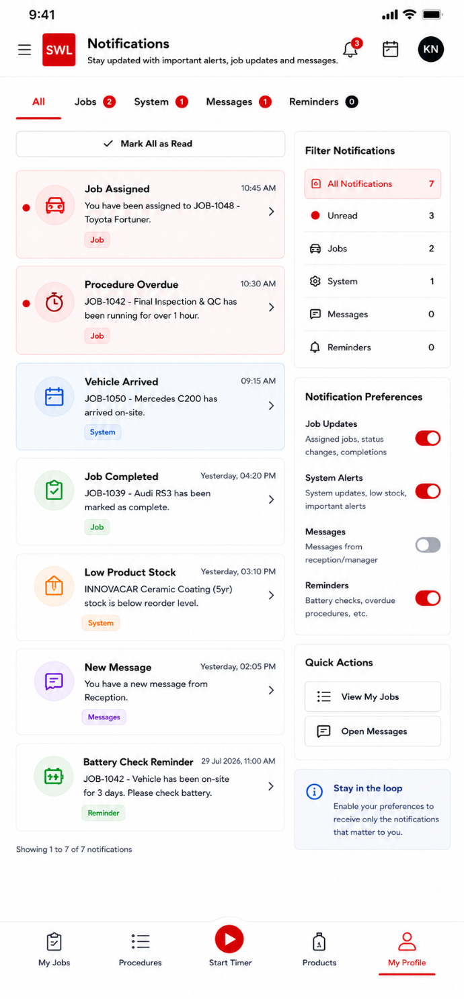 9:41
SWL
Notifications
Stay updated with important alerts, job updates and messages.
3
KN
All
Jobs 2
System 1
Messages 1
Reminders 0
Mark All as Read
Job Assigned
10:45 AM
You have been assigned to JOB-1048 -
Toyota Fortuner.
Job
Procedure Overdue
10:30 AM
JOB-1042 - Final Inspection & QC has
been running for over 1 hour.
Job
Vehicle Arrived
09:15 AM
JOB-1050 - Mercedes C200 has
arrived on-site.
System
Job Completed
Yesterday, 04:20 PM
JOB-1039 - Audi RS3 has been
marked as complete.
Job
Low Product Stock
Yesterday, 03:10 PM
INNOVACAR Ceramic Coating (5yr)
stock is below reorder level.
System
New Message
Yesterday, 02:05 PM
You have a new message from
Reception.
Messages
Battery Check Reminder
29 Jul 2026, 11:00 AM
JOB-1042 - Vehicle has been on-site
for 3 days. Please check battery.
Reminder
Showing 1 to 7 of 7 notifications
Filter Notifications
All Notifications 7
Unread 3
Jobs 2
System 1
Messages 0
Reminders 0
Notification Preferences
Job Updates
Assigned jobs, status
changes, completions
System Alerts
System updates, low stock,
important alerts
Messages
Messages from
reception/manager
Reminders
Battery checks, overdue
procedures, etc.
Quick Actions
View My Jobs
Open Messages
Stay in the loop
Enable your preferences to
receive only the notifications
that matter to you.
My Jobs
Procedures
Start Timer
Products
My Profile